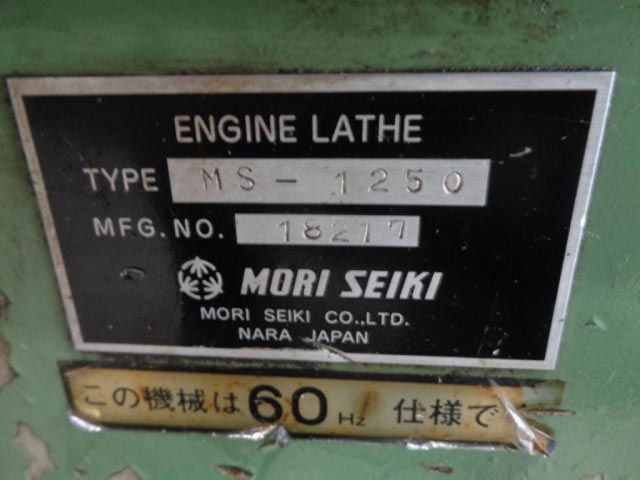 ENGINE LATHE
TYPE MS-1250
MFG.NO. 18217
MORI SEIKI
MORI SEIKI CO.,LTD.
NARA JAPAN
この機械は60Hz仕様で